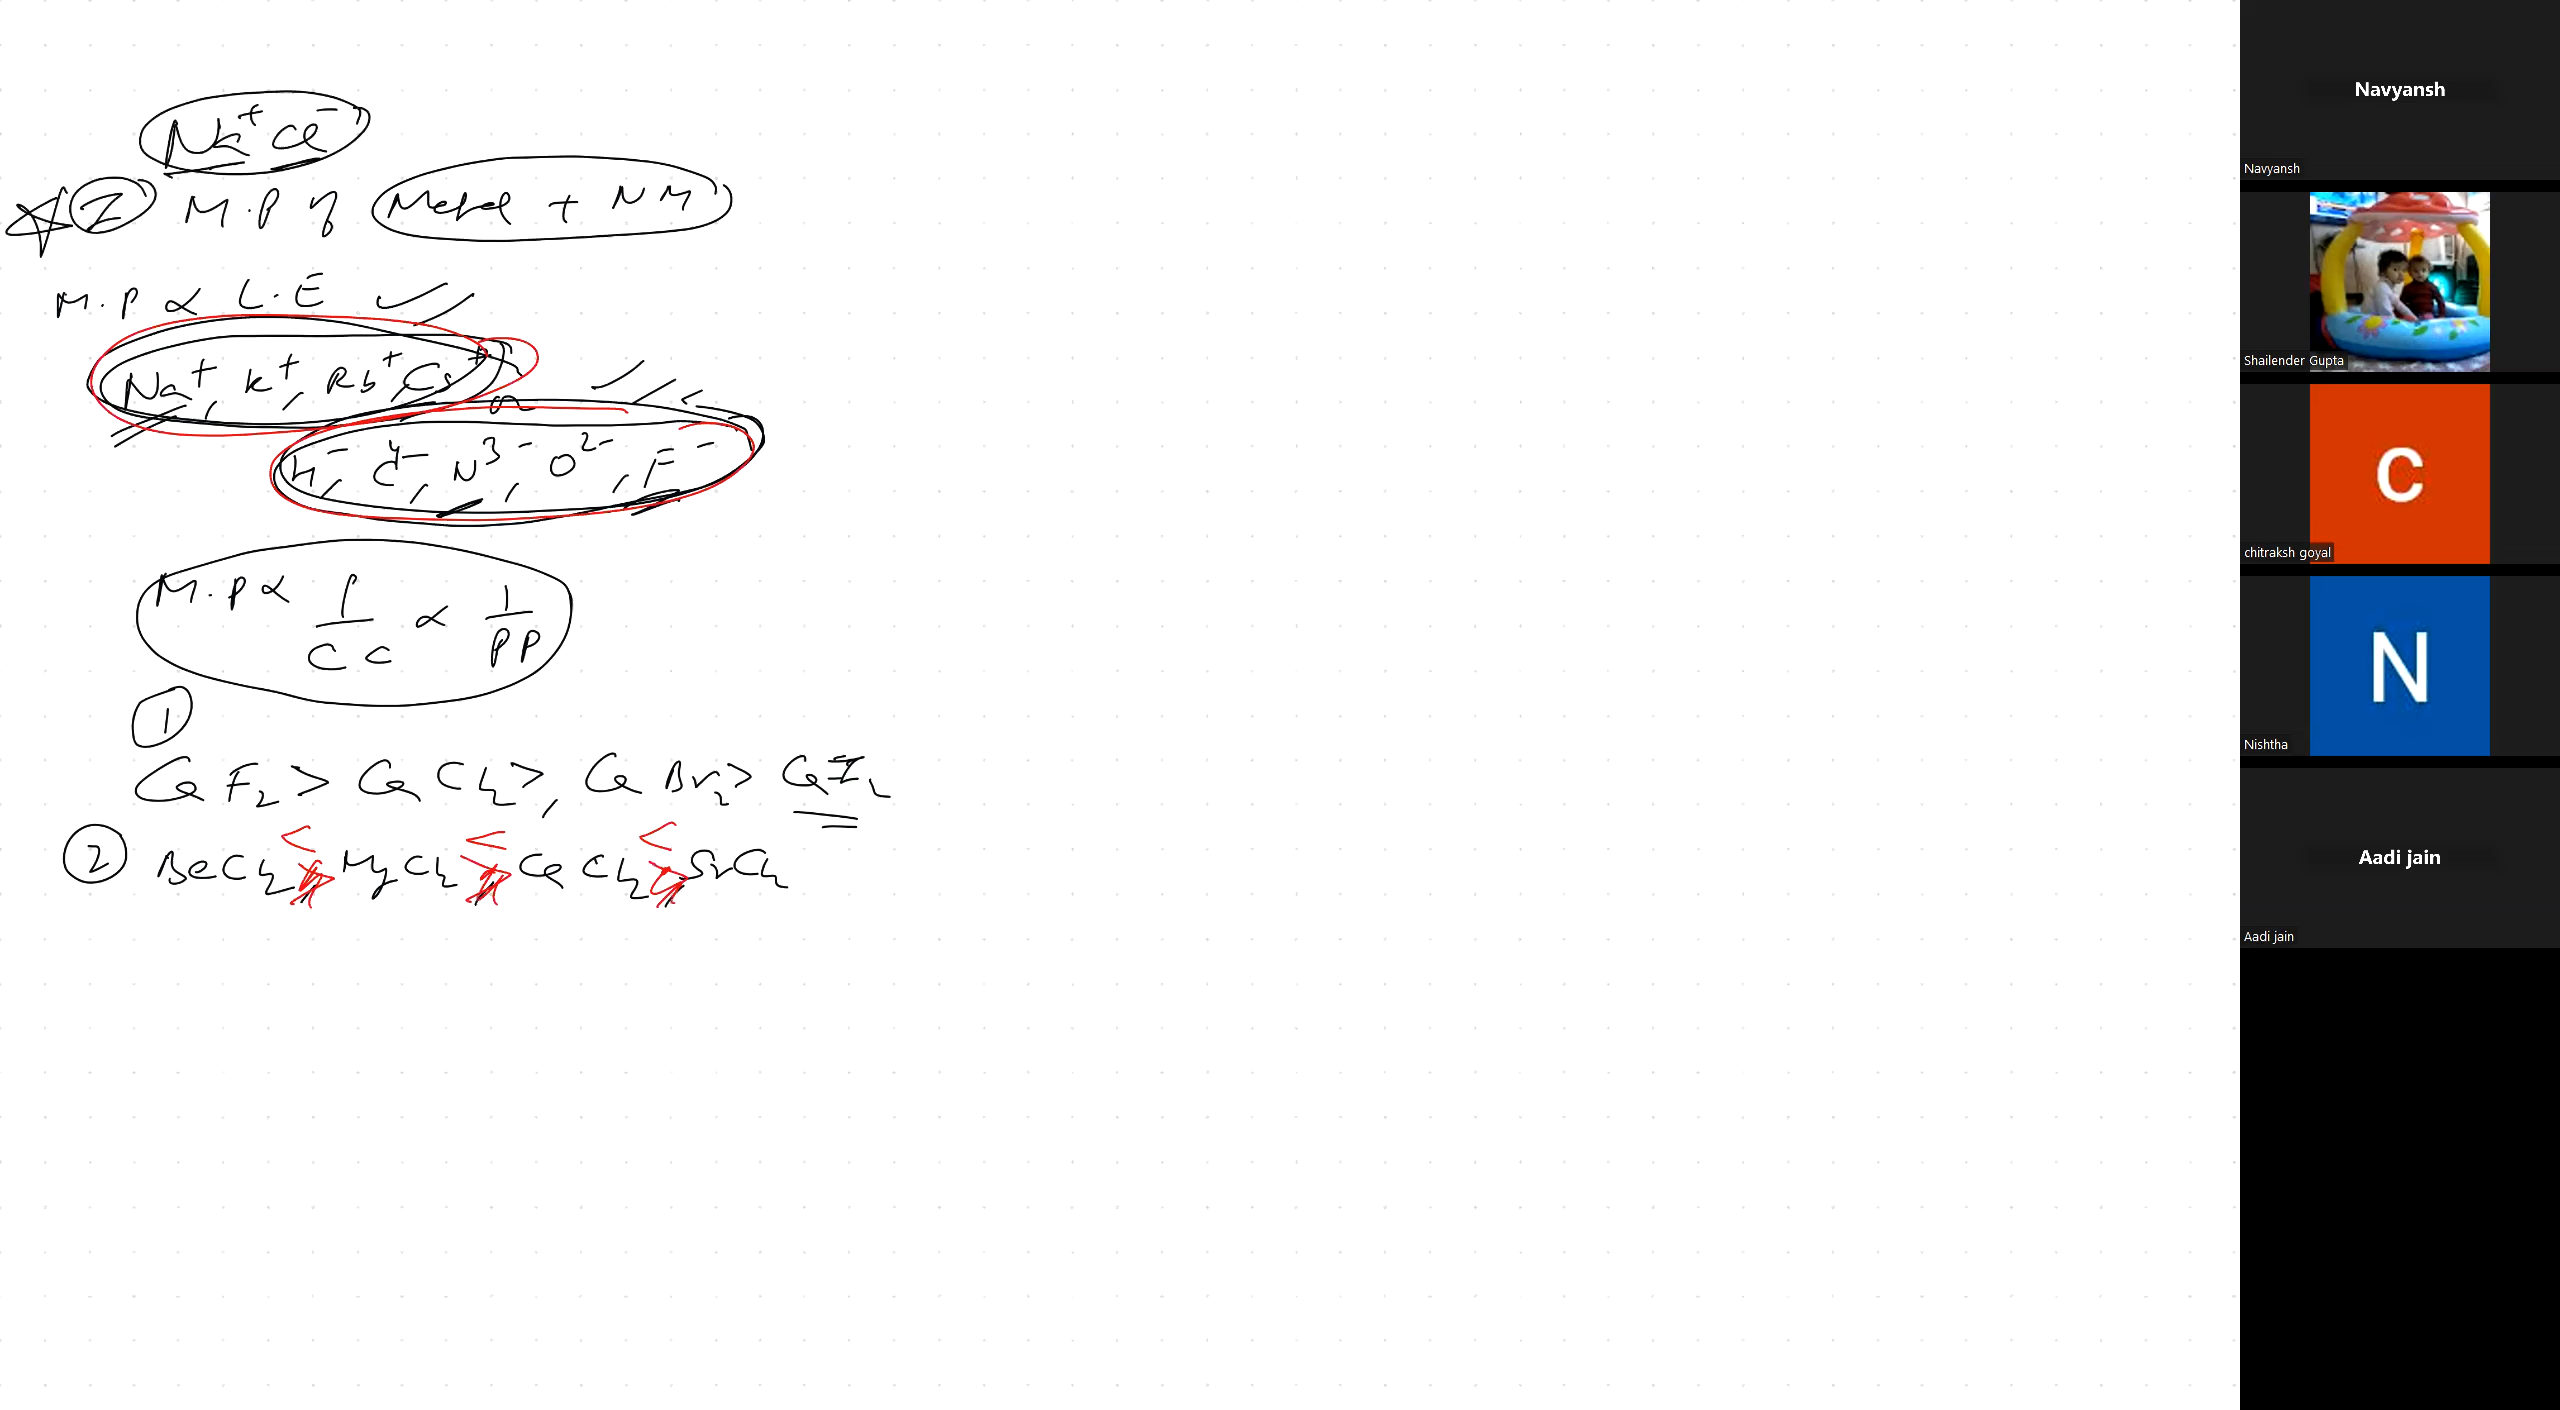 Na⁺ Cl⁻
② M.P of Metal + NM
M.P ∝ L.E
Na⁺, K⁺, Rb⁺, Cs⁺
H⁻, C⁴⁻, N³⁻, O²⁻, F⁻
M.P ∝ 1/CC ∝ 1/PP
①
CaF₂ > CaCl₂ >, CaBr₂ > CaI₂
< < <
② BeCl₂ MgCl₂ CaCl₂ SrCl₂
Navyansh
Navyansh
Shailender Gupta
C
chitraksh goyal
N
Nishtha
Aadi jain
Aadi jain